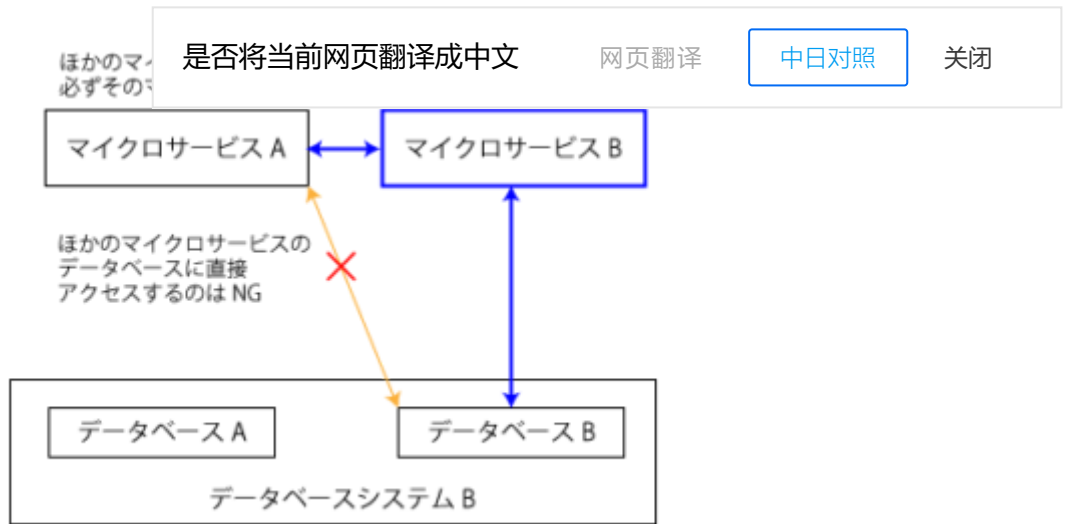 是否将当前网页翻译成中文 网页翻译 中日对照 关闭
ほかのマイ
必ずそのマ
マイクロサービス A マイクロサービス B
ほかのマイクロサービスの
データベースに直接
アクセスするのは NG
データベース A データベース B
データベースシステム B